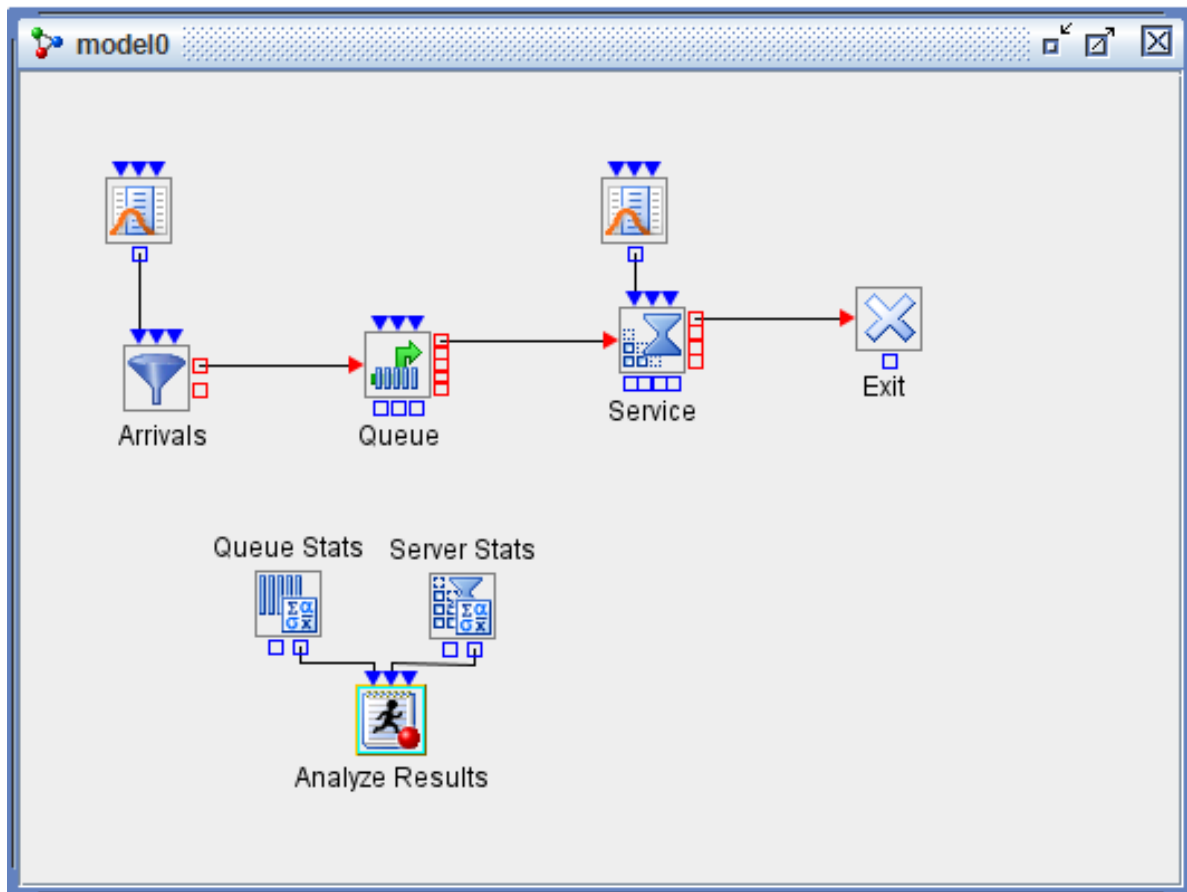 model0
Arrivals
Queue
Service
Exit
Queue Stats
Server Stats
Analyze Results